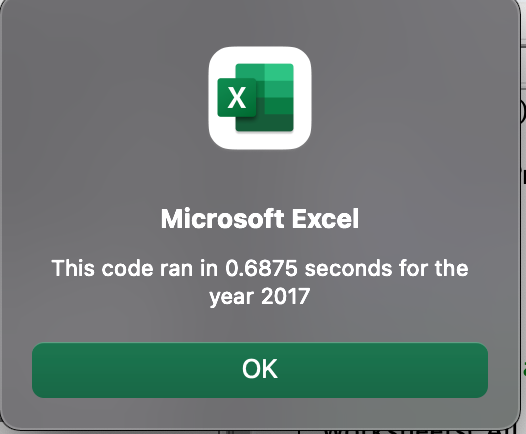 X
Microsoft Excel
This code ran in 0.6875 seconds for the
year 2017
OK